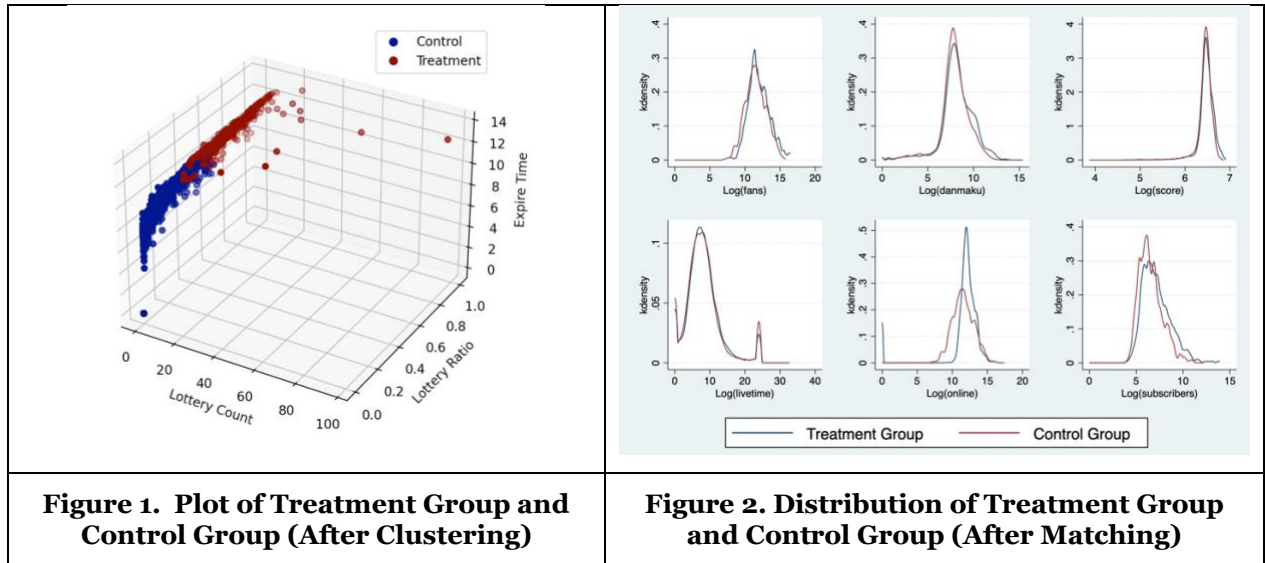 Control
Treatment
14
12
10
8
6
4
2
0
Expire Time
1.0
0.8
0.6
0.4
0.2
0.0
Lottery Ratio
0
20
40
60
80
100
Lottery Count
kdensity
.4
.3
.2
.1
0
0 5 10 15 20
Log(fans)
kdensity
.4
.3
.2
.1
0
0 5 10 15
Log(danmaku)
kdensity
4
3
2
1
0
4 5 6 7
Log(score)
kdensity
.1
.05
0
0 10 20 30 40
Log(livetime)
kdensity
.5
.4
.3
.2
.1
0
0 5 10 15 20
Log(online)
kdensity
.4
.3
.2
.1
0
0 5 10 15
Log(subscribers)
Treatment Group Control Group
Figure 1. Plot of Treatment Group and
Control Group (After Clustering)
Figure 2. Distribution of Treatment Group
and Control Group (After Matching)